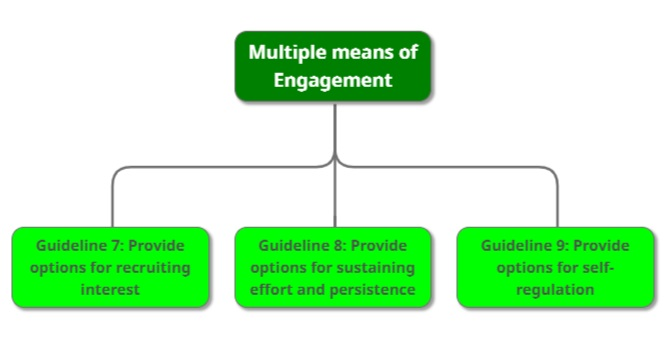 Multiple means of
Engagement
Guideline 7: Provide
options for recruiting
interest
Guideline 8: Provide
options for sustaining
effort and persistence
Guideline 9: Provide
options for self-
regulation